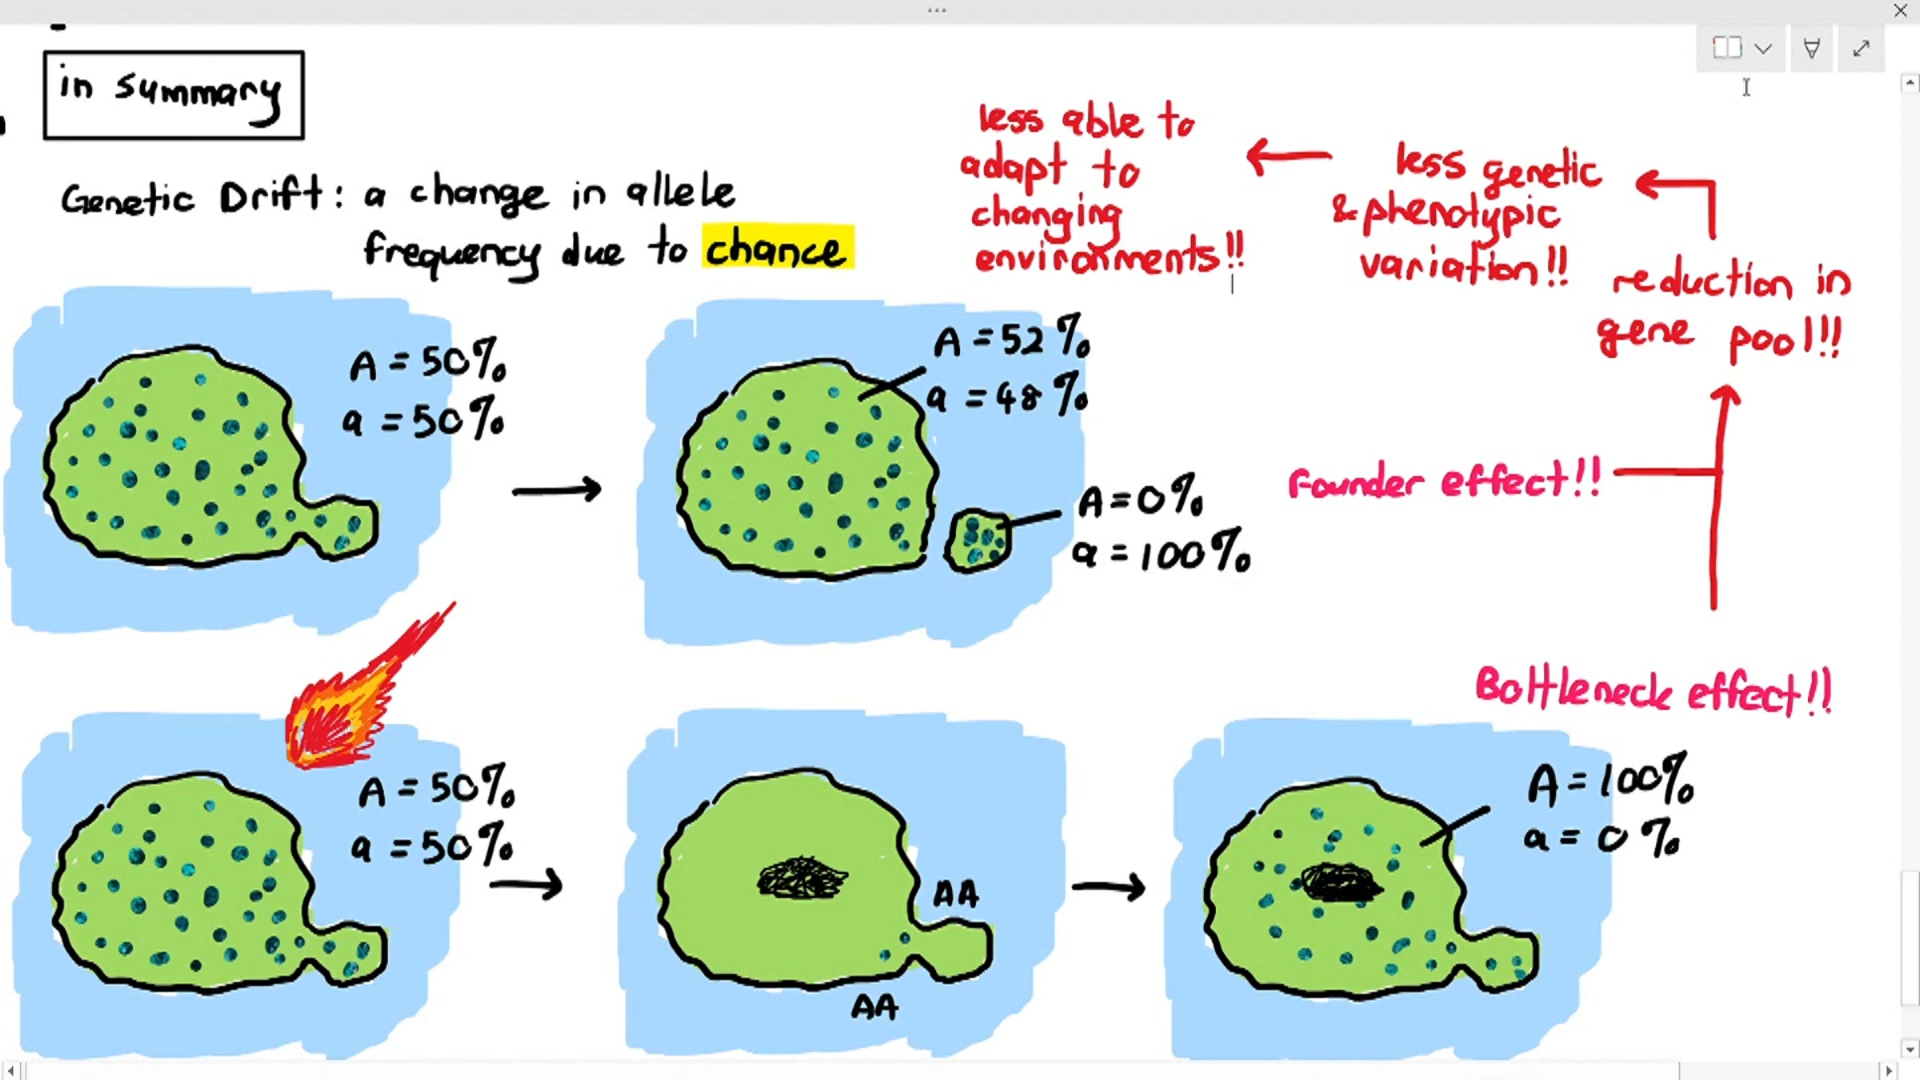 in summary
Genetic Drift: a change in allele
frequency due to chance
less able to
adapt to
changing
environments!!
less genetic
& phenotypic
variation!!
reduction in
gene pool!!
A = 50%
a = 50%
A = 52%
a = 48%
A = 0%
a = 100%
Founder effect!!
Bottleneck effect!!
A = 50%
a = 50%
AA
AA
A = 100%
a = 0%